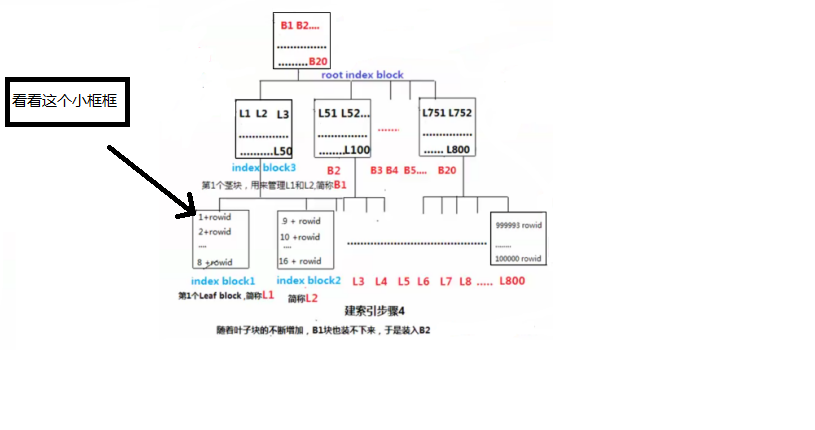 B1 B2....
..............
.........B20
root index block
看看这个小框框
L1 L2 L3
..............
..........L50
L51 L52...
..............
........L100
.......
L751 L752
..............
...... L800
index block3
B2
B3 B4 B5.... B20
第1个茎块，用来管理L1和L2,简称B1
1+rowid
2+rowid
....
8 +rowid
9 + rowid
10 +rowid
....
16 + rowid
........................................
999993 rowid
........
100000 rowid
index block1
index block2
L3 L4 L5 L6 L7 L8 ..... L800
第1个Leaf block ,简称L1
简称L2
建索引步骤4
随着叶子块的不断增加，B1块也装不下来，于是装入B2